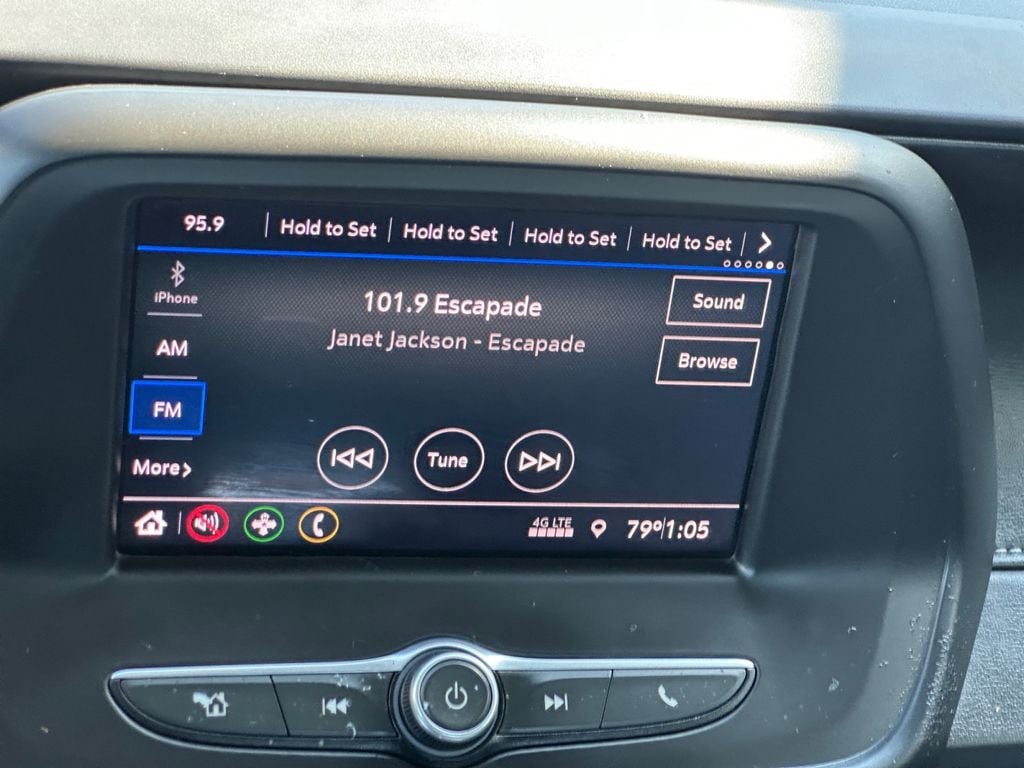 95.9 Hold to Set Hold to Set Hold to Set Hold to Set
iPhone
101.9 Escapade
Sound
Janet Jackson - Escapade
AM
Browse
FM
Tune
More
4G LTE
79° 1:05